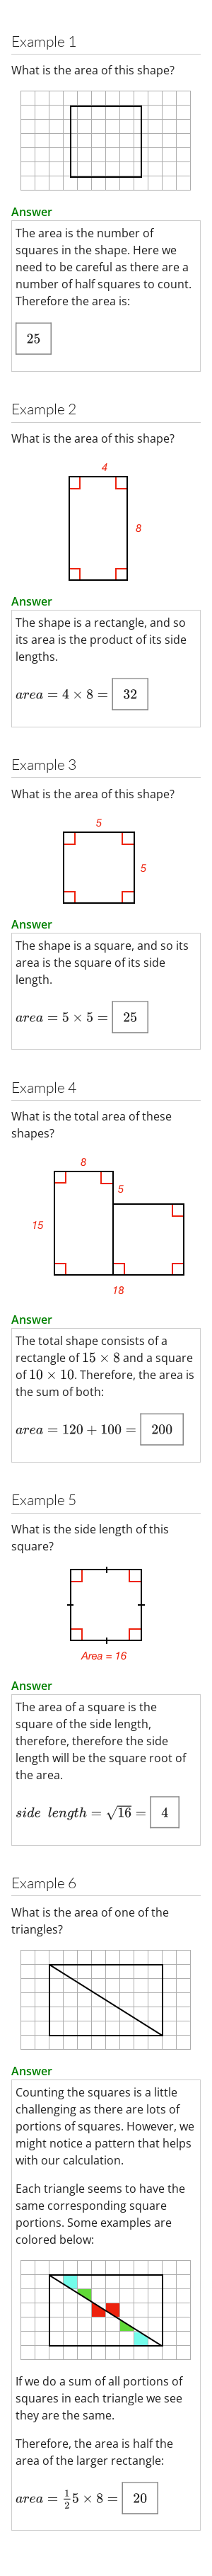 Example 1
What is the area of this shape?
Answer
The area is the number of
squares in the shape. Here we
need to be careful as there are a
number of half squares to count.
Therefore the area is:
25
Example 2
What is the area of this shape?
4
8
Answer
The shape is a rectangle, and so
its area is the product of its side
lengths.
area = 4 × 8 = 32
Example 3
What is the area of this shape?
5
5
Answer
The shape is a square, and so its
area is the square of its side
length.
area = 5 × 5 = 25
Example 4
What is the total area of these
shapes?
8
5
15
18
Answer
The total shape consists of a
rectangle of 15 × 8 and a square
of 10 × 10. Therefore, the area is
the sum of both:
area = 120 + 100 = 200
Example 5
What is the side length of this
square?
Area = 16
Answer
The area of a square is the
square of the side length,
therefore, therefore the side
length will be the square root of
the area.
side length = √16 = 4
Example 6
What is the area of one of the
triangles?
Answer
Counting the squares is a little
challenging as there are lots of
portions of squares. However, we
might notice a pattern that helps
with our calculation.
Each triangle seems to have the
same corresponding square
portions. Some examples are
colored below:
If we do a sum of all portions of
squares in each triangle we see
they are the same.
Therefore, the area is half the
area of the larger rectangle:
area = ½5 × 8 = 20